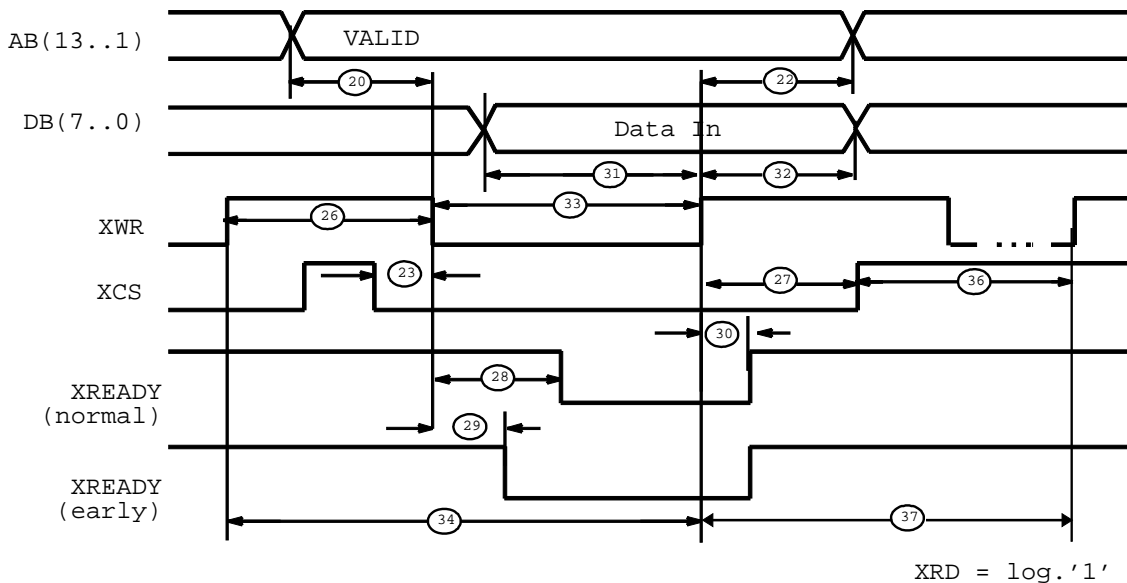 AB(13..1)
VALID
20
22
DB(7..0)
Data In
31
32
XWR
26
33
XCS
23
27
36
30
XREADY
(normal)
28
29
XREADY
(early)
34
37
XRD = log.'1'